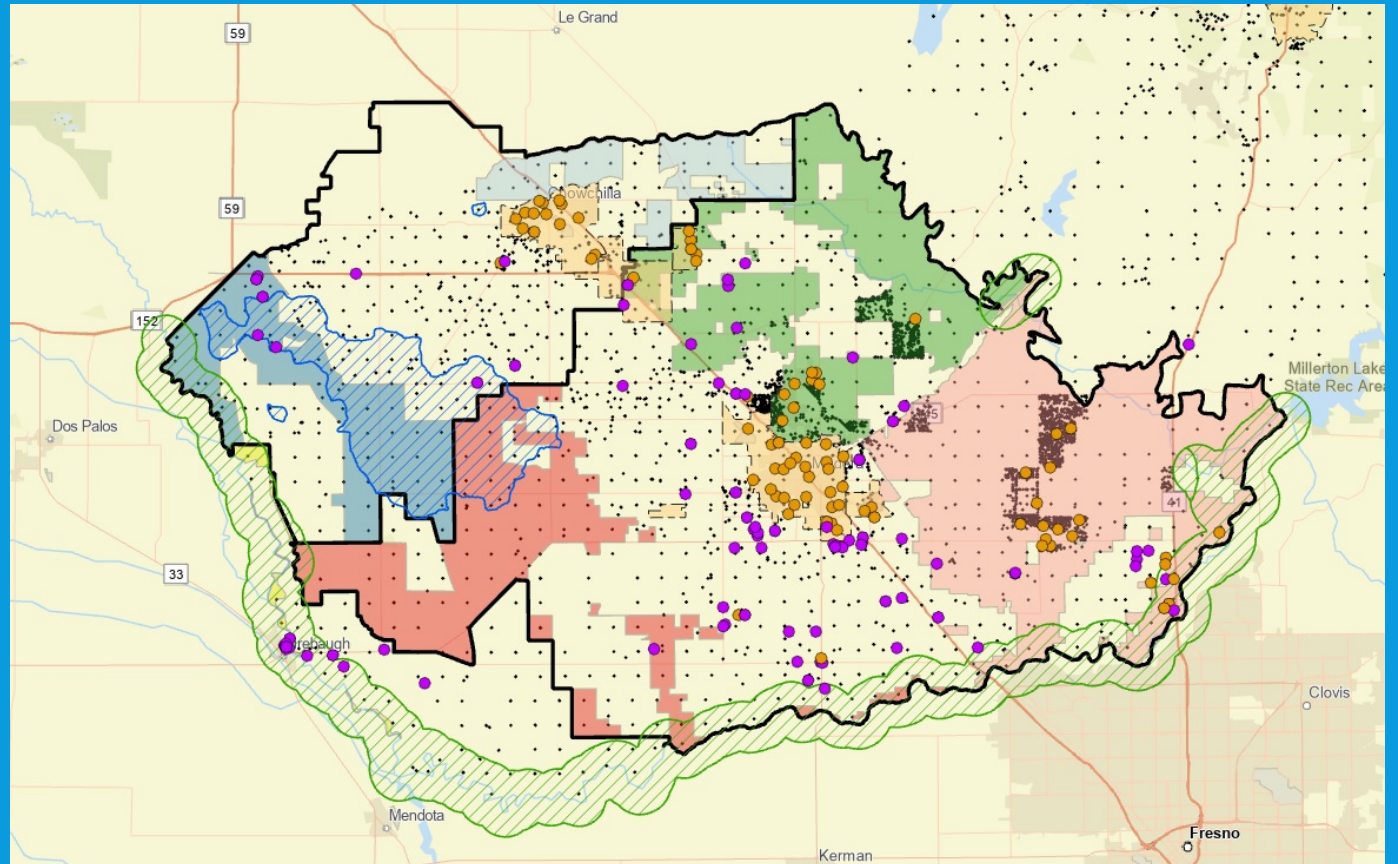 Le Grand
59
Chowchilla
59
152
Millerton Lake
State Rec Area
Dos Palos
41
33
Clovis
Mendota
Fresno
Kerman